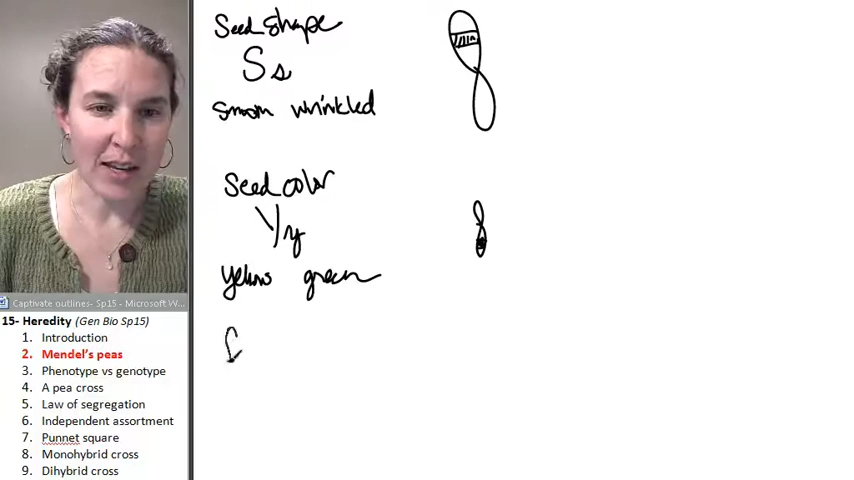 Seed shape
S s
smooth wrinkled
Seed color
Y y
yellow green
Captivate outlines- Sp15 - Microsoft W...
15- Heredity (Gen Bio Sp15)
1. Introduction
2. Mendel's peas
3. Phenotype vs genotype
4. A pea cross
5. Law of segregation
6. Independent assortment
7. Punnet square
8. Monohybrid cross
9. Dihybrid cross